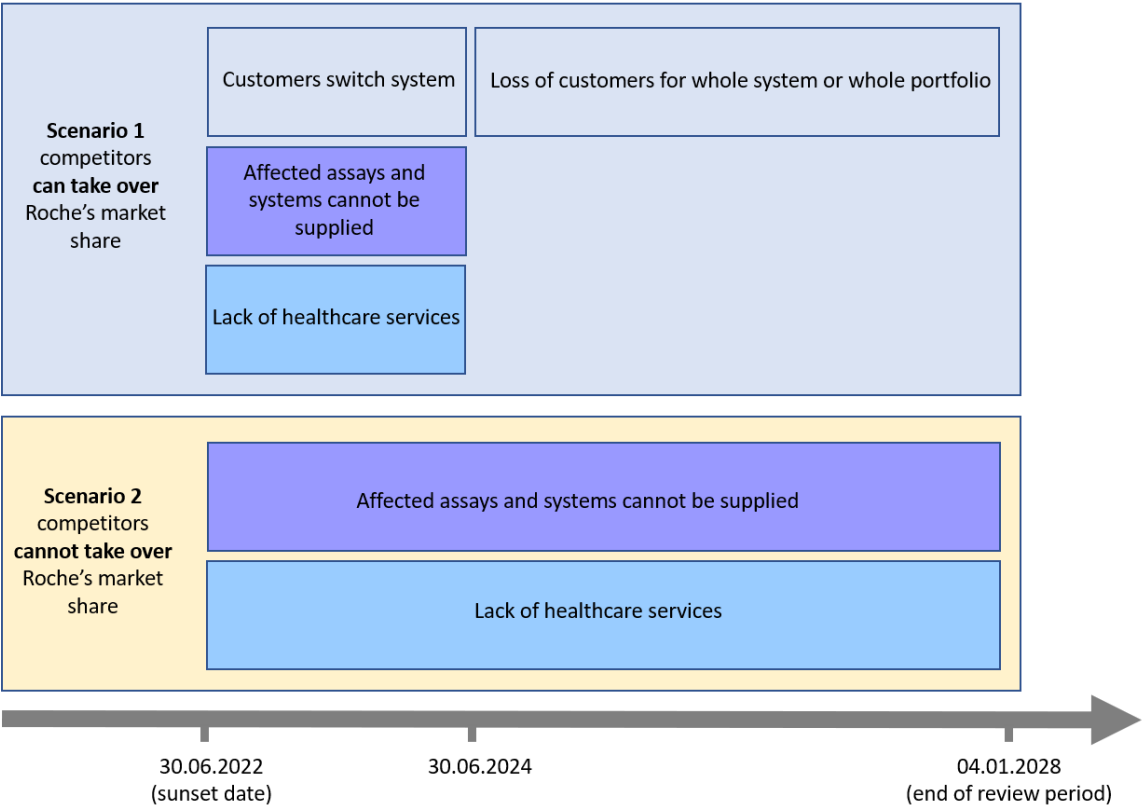 Scenario 1
competitors
can take over
Roche’s market
share
Customers switch system
Loss of customers for whole system or whole portfolio
Affected assays and
systems cannot be
supplied
Lack of healthcare services
Scenario 2
competitors
cannot take over
Roche’s market
share
Affected assays and systems cannot be supplied
Lack of healthcare services
30.06.2022
(sunset date)
30.06.2024
04.01.2028
(end of review period)